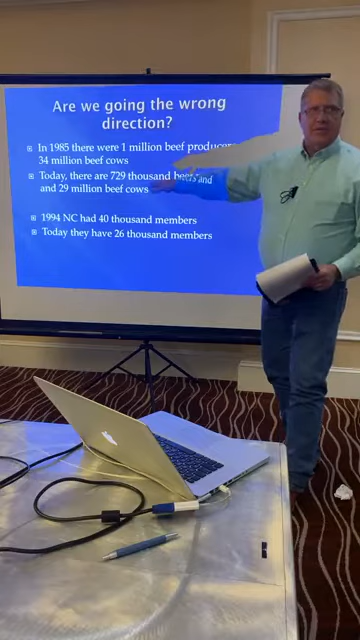 Are we going the wrong
direction?
In 1985 there were 1 million beef producers
34 million beef cows
Today, there are 729 thousand and
and 29 million beef cows
1994 NC had 40 thousand members
Today they have 26 thousand members